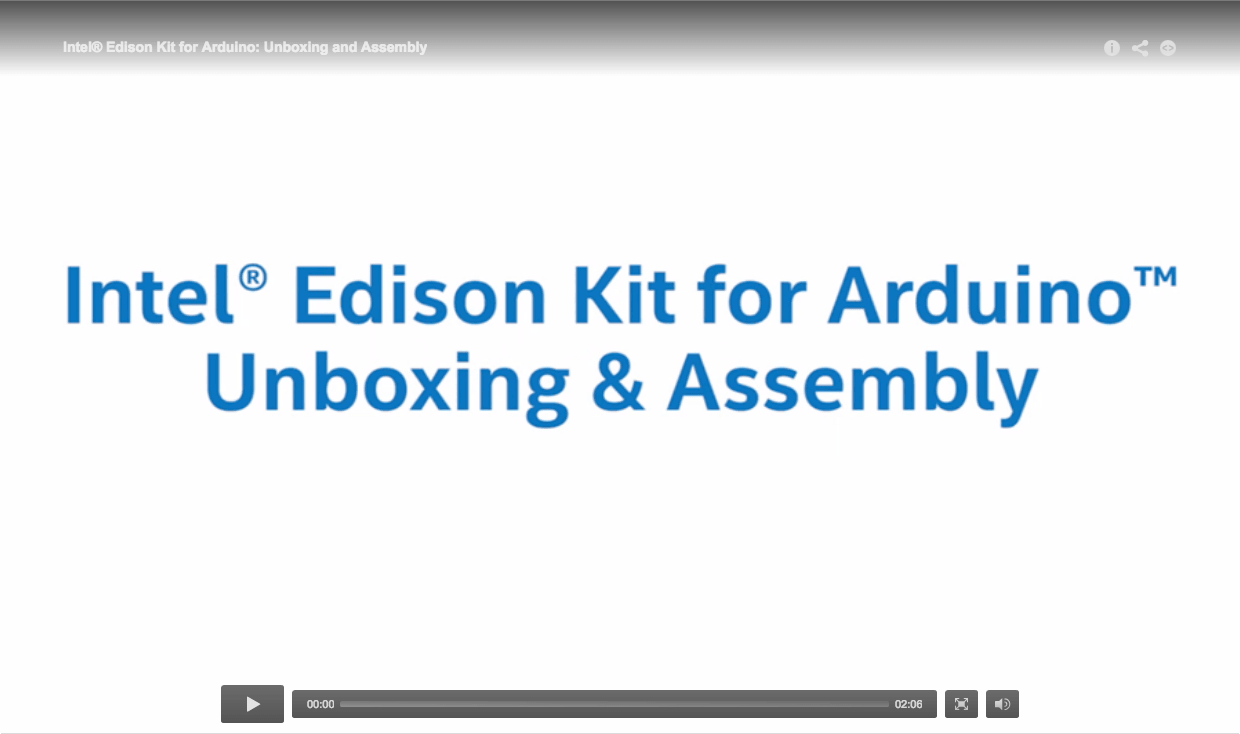 Intel® Edison Kit for Arduino: Unboxing and Assembly
Intel® Edison Kit for Arduino™
Unboxing & Assembly
00:00 02:06